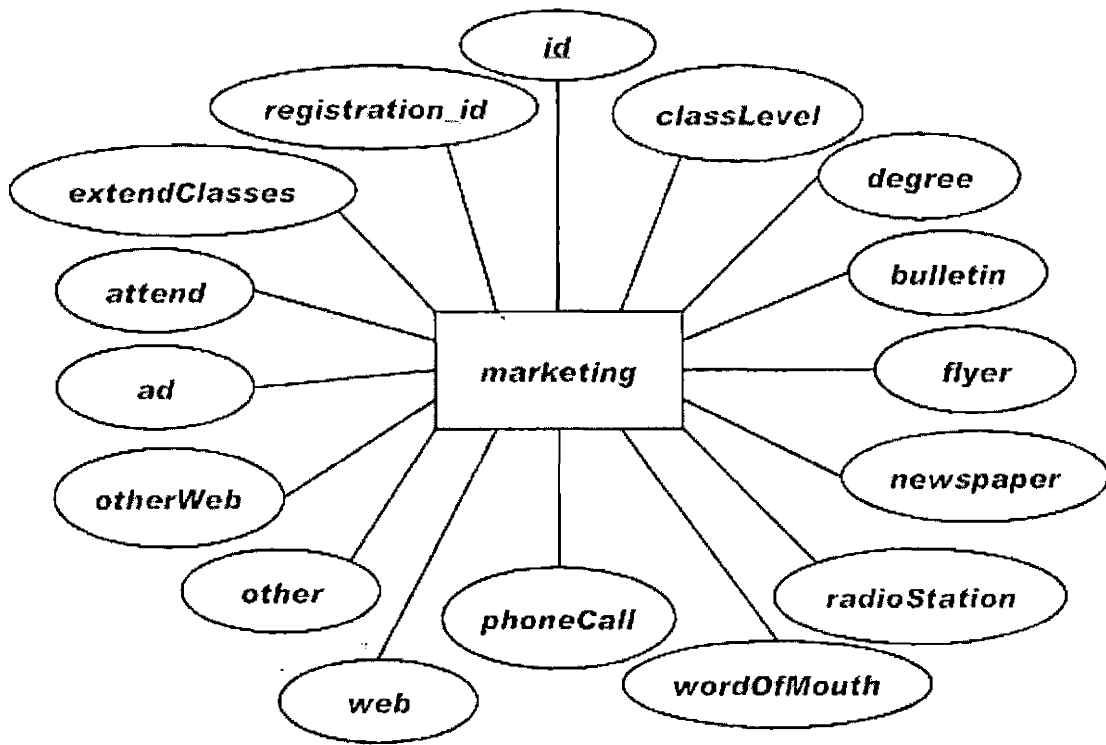 id
registration_id
classLevel
extendClasses
degree
attend
bulletin
marketing
flyer
ad
otherWeb
newspaper
other
phoneCall
radioStation
web
wordOfMouth